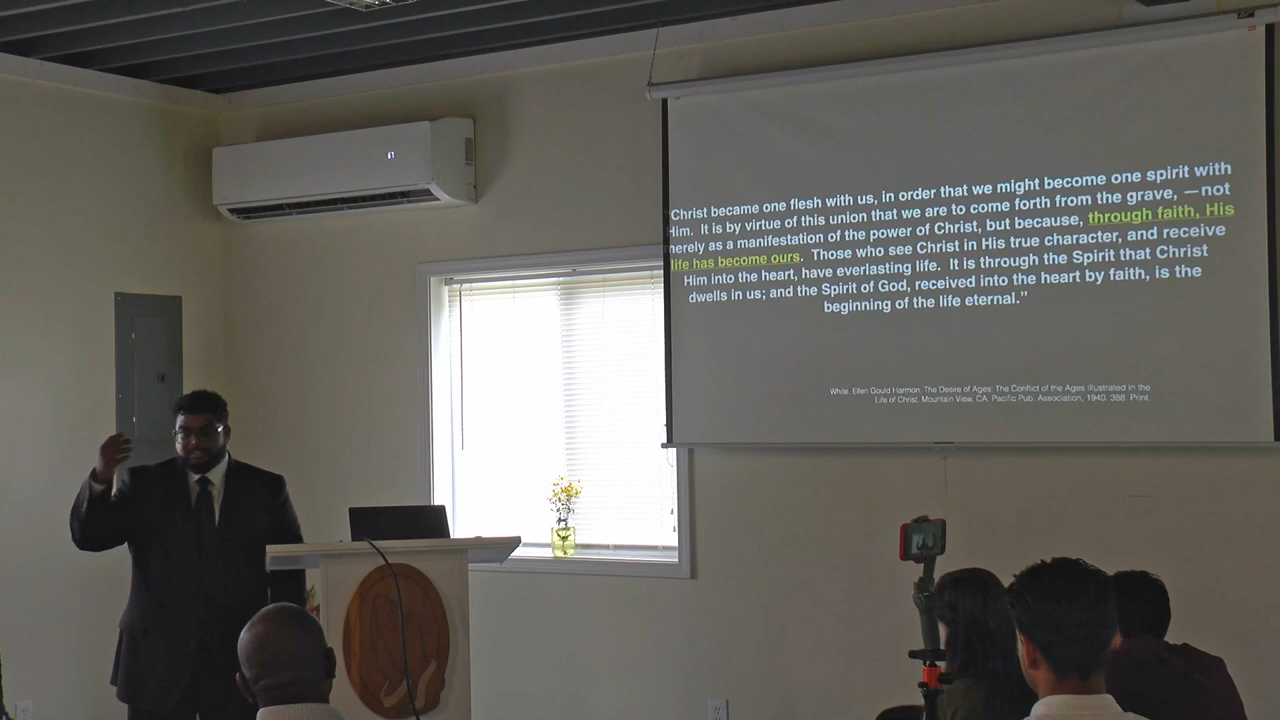 Christ became one flesh with us, in order that we might become one spirit with
Him. It is by virtue of this union that we are to come forth from the grave, —not
merely as a manifestation of the power of Christ, but because, through faith, His
life has become ours. Those who see Christ in His true character, and receive
Him into the heart, have everlasting life. It is through the Spirit that Christ
dwells in us; and the Spirit of God, received into the heart by faith, is the
beginning of the life eternal.”
White, Ellen Gould Harmon. The Desire of Ages: The Conflict of the Ages Illustrated in the
Life of Christ. Mountain View, CA: Pacific Pub. Association, 1940. 388. Print.